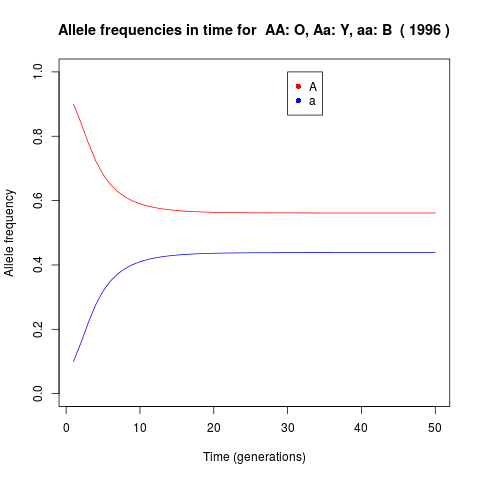 Allele frequencies in time for  AA: O, Aa: Y, aa: B  ( 1996 )
A
a
Allele frequency
1.0
0.8
0.6
0.4
0.2
0.0
0 10 20 30 40 50
Time (generations)